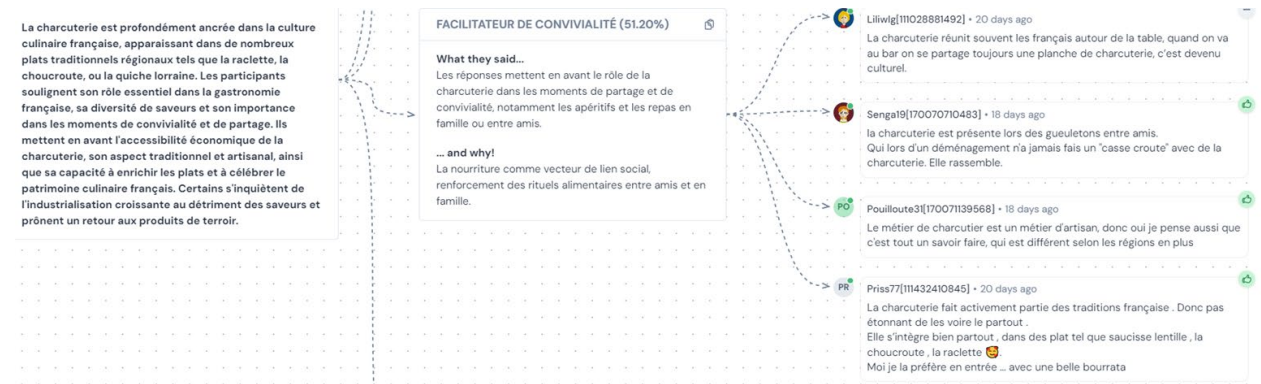 La charcuterie est profondément ancrée dans la culture
culinaire française, apparaissant dans de nombreux
plats traditionnels régionaux tels que la raclette, la
choucroute, ou la quiche lorraine. Les participants
soulignent son rôle essentiel dans la gastronomie
française, sa diversité de saveurs et son importance
dans les moments de convivialité et de partage. Ils
mettent en avant l'accessibilité économique de la
charcuterie, son aspect traditionnel et artisanal, ainsi
que sa capacité à enrichir les plats et à célébrer le
patrimoine culinaire français. Certains s'inquiètent de
l'industrialisation croissante au détriment des saveurs et
prônent un retour aux produits de terroir.
FACILITATEUR DE CONVIVIALITÉ (51.20%)
What they said...
Les réponses mettent en avant le rôle de la
charcuterie dans les moments de partage et de
convivialité, notamment les apéritifs et les repas en
famille ou entre amis.
... and why!
La nourriture comme vecteur de lien social,
renforcement des rituels alimentaires entre amis et en
famille.
Liliwlg[111028881492] • 20 days ago
La charcuterie réunit souvent les français autour de la table, quand on va
au bar on se partage toujours une planche de charcuterie, c'est devenu
culturel.
Senga19[170070710483] • 18 days ago
la charcuterie est présente lors des gueuletons entre amis.
Qui lors d'un déménagement n'a jamais fais un "casse croute" avec de la
charcuterie. Elle rassemble.
PO
Pouilloute31[170071139568] • 18 days ago
Le métier de charcutier est un métier d'artisan, donc oui je pense aussi que
c'est tout un savoir faire, qui est différent selon les régions en plus
PR
Priss77[111432410845] • 20 days ago
La charcuterie fait activement partie des traditions française . Donc pas
étonnant de les voire le partout .
Elle s'intègre bien partout , dans des plat tel que saucisse lentille , la
choucroute , la raclette 🥰.
Moi je la préfère en entrée ... avec une belle bourrata